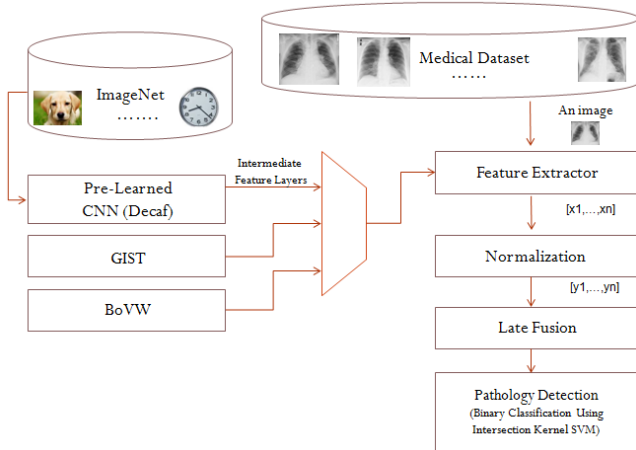 ImageNet
.......
Medical Dataset
......
An image
Pre-Learned
CNN (Decaf)
Intermediate
Feature Layers
GIST
BoVW
Feature Extractor
[x1,...,xn]
Normalization
[y1,...,yn]
Late Fusion
Pathology Detection
(Binary Classification Using
Intersection Kernel SVM)